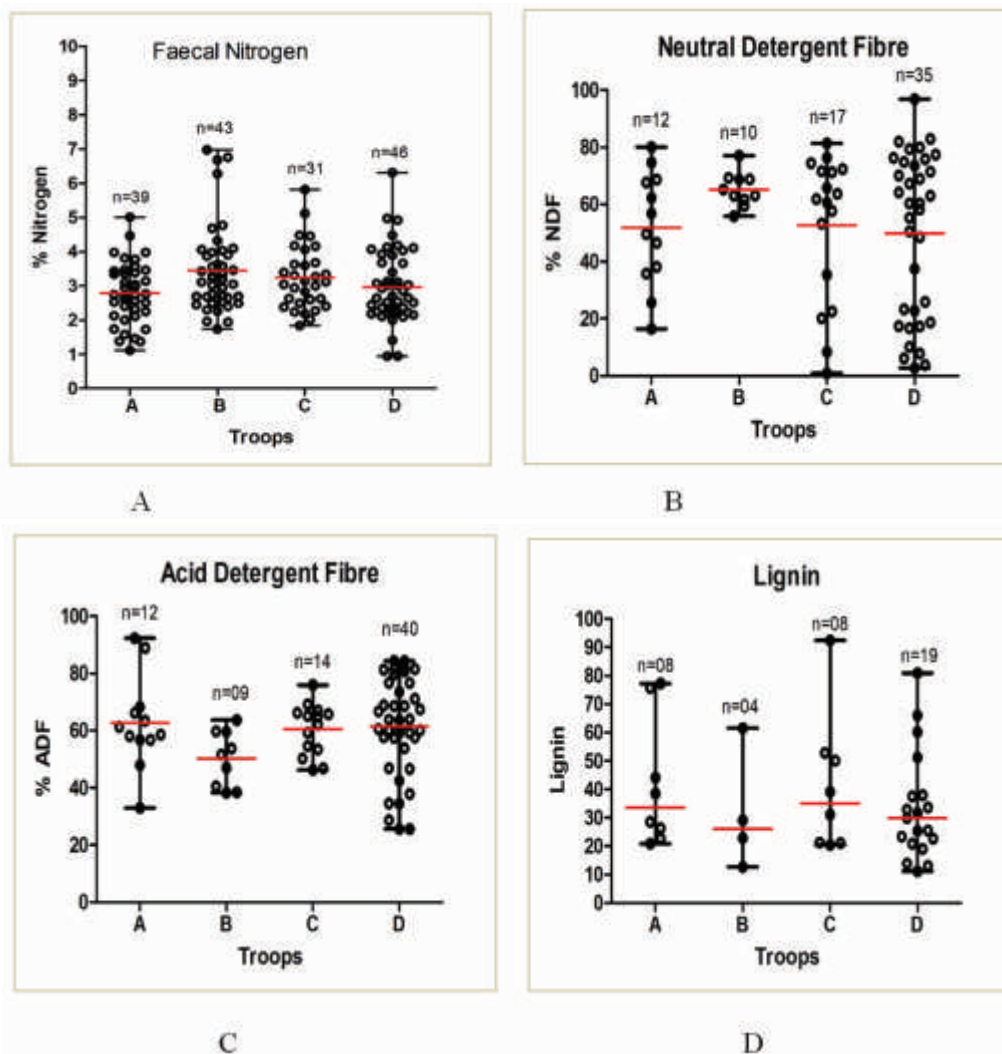 Faecal Nitrogen
% Nitrogen
10
9
8
7
6
5
4
3
2
1
0
n=39
n=43
n=31
n=46
A
B
C
D
Troops
A
Neutral Detergent Fibre
% NDF
100
80
60
40
20
0
n=12
n=10
n=17
n=35
A
B
C
D
Troops
B
Acid Detergent Fibre
% ADF
100
80
60
40
20
0
n=12
n=09
n=14
n=40
A
B
C
D
Troops
C
Lignin
Lignin
100
90
80
70
60
50
40
30
20
10
0
n=08
n=04
n=08
n=19
A
B
C
D
Troops
D